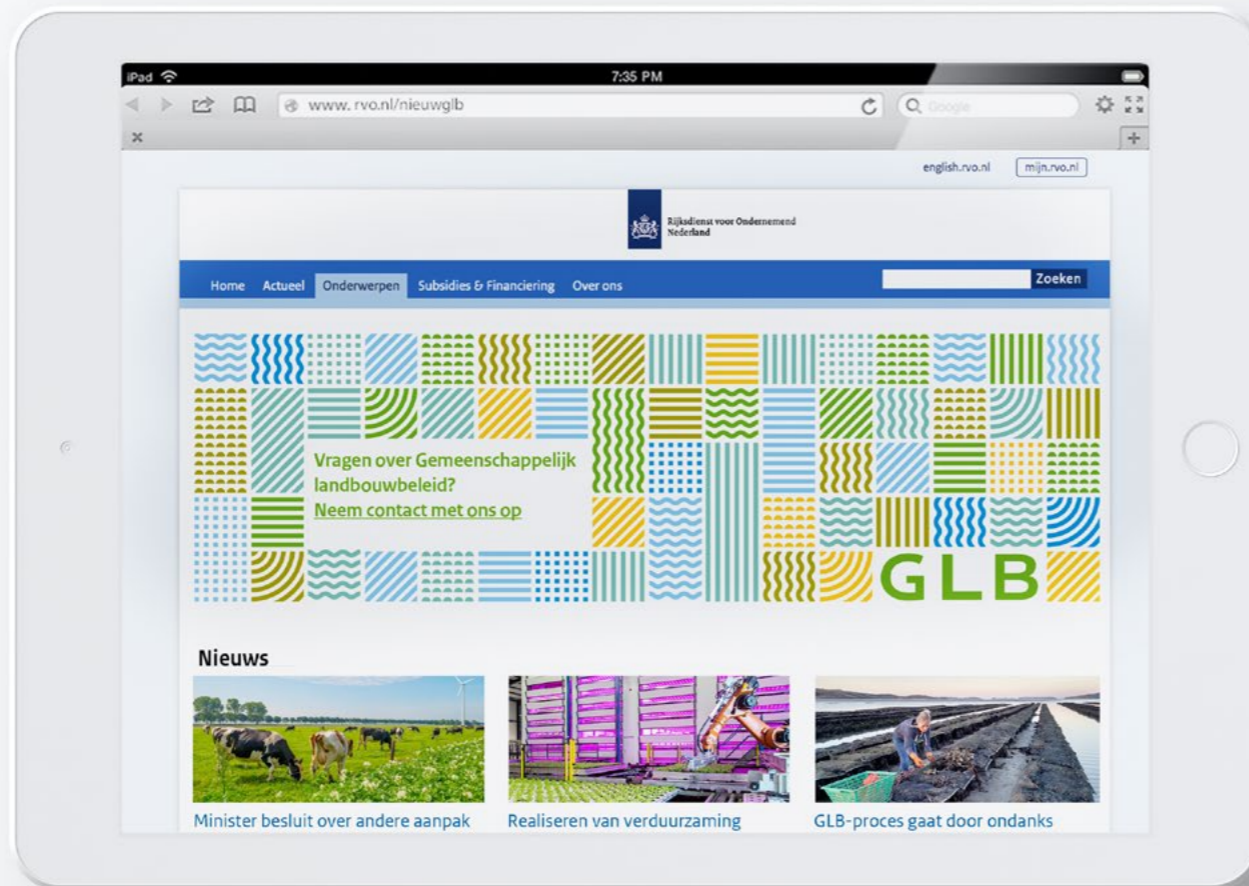 iPad
7:35 PM
www.rvo.nl/nieuwglb
Google
english.rvo.nl
mijn.rvo.nl
Rijksdienst voor Ondernemend
Nederland
Home Actueel Onderwerpen Subsidies & Financiering Over ons
Zoeken
Vragen over Gemeenschappelijk
landbouwbeleid?
Neem contact met ons op
GLB
Nieuws
Minister besluit over andere aanpak
Realiseren van verduurzaming
GLB-proces gaat door ondanks